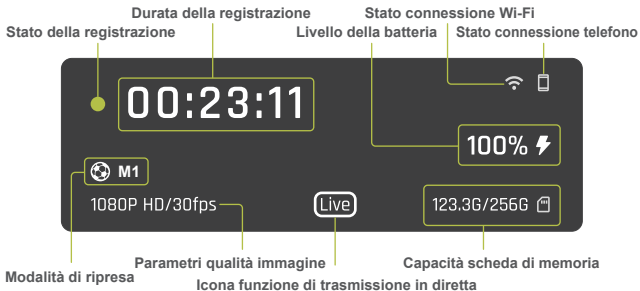 Durata della registrazione
Stato connessione Wi-Fi
Stato della registrazione
Livello della batteria
Stato connessione telefono
00:23:11
100%
M1
1080P HD/30fps
Live
123.3G/256G
Parametri qualità immagine
Capacità scheda di memoria
Modalità di ripresa
Icona funzione di trasmissione in diretta